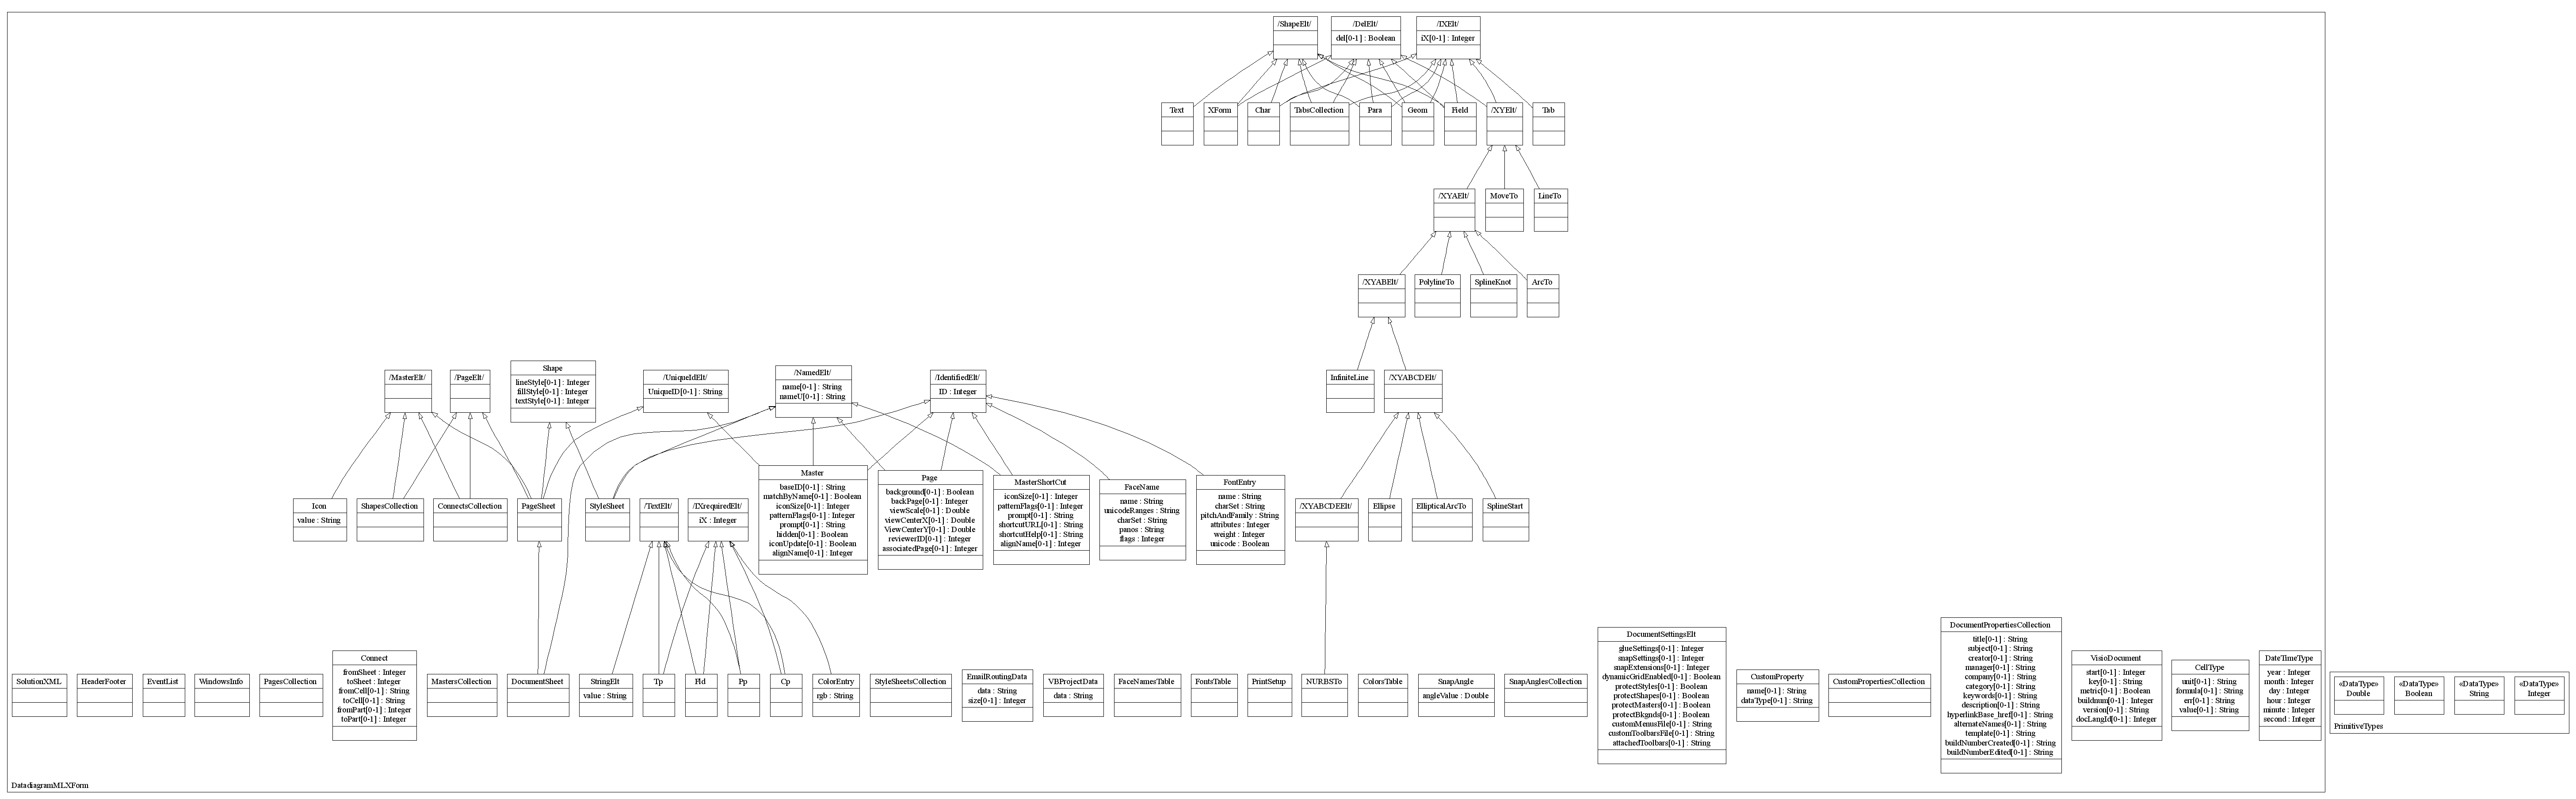 /ShapeElt/
/DelElt/
del[0-1] : Boolean
/IXElt/
iX[0-1] : Integer
Text
XForm
Char
TabsCollection
Para
Geom
Field
/XYElt/
Tab
/XYAElt/
MoveTo
LineTo
/XYABElt/
PolylineTo
SplineKnot
ArcTo
/MasterElt/
/PageElt/
Shape
lineStyle[0-1] : Integer
fillStyle[0-1] : Integer
textStyle[0-1] : Integer
/UniqueIdElt/
UniqueID[0-1] : String
/NamedElt/
name[0-1] : String
nameU[0-1] : String
/IdentifiedElt/
ID : Integer
InfiniteLine
/XYABCDElt/
Icon
value : String
ShapesCollection
ConnectsCollection
PageSheet
StyleSheet
/TextElt/
/IXrequiredElt/
iX : Integer
Master
baseID[0-1] : String
matchByName[0-1] : Boolean
iconSize[0-1] : Integer
patternFlags[0-1] : Integer
prompt[0-1] : String
hidden[0-1] : Boolean
iconUpdate[0-1] : Boolean
alignName[0-1] : Integer
Page
background[0-1] : Boolean
backPage[0-1] : Integer
viewScale[0-1] : Double
viewCenterX[0-1] : Double
ViewCenterY[0-1] : Double
reviewerID[0-1] : Integer
associatedPage[0-1] : Integer
MasterShortCut
iconSize[0-1] : Integer
patternFlags[0-1] : Integer
prompt[0-1] : String
shortcutURL[0-1] : String
shortcutHelp[0-1] : String
alignName[0-1] : Integer
FaceName
name : String
unicodeRanges : String
charSet : String
panos : String
flags : Integer
FontEntry
name : String
charSet : String
pitchAndFamily : String
attributes : Integer
weight : Integer
unicode : Boolean
/XYABCDEElt/
Ellipse
EllipticalArcTo
SplineStart
SolutionXML
HeaderFooter
EventList
WindowsInfo
PagesCollection
Connect
fromSheet : Integer
toSheet : Integer
fromCell[0-1] : String
toCell[0-1] : String
fromPart[0-1] : Integer
toPart[0-1] : Integer
MastersCollection
DocumentSheet
StringElt
value : String
Tp
Fld
Pp
Cp
ColorEntry
rgb : String
StyleSheetsCollection
EmailRoutingData
data : String
size[0-1] : Integer
VBProjectData
data : String
FaceNamesTable
FontsTable
PrintSetup
NURBSTo
ColorsTable
SnapAngle
angleValue : Double
SnapAnglesCollection
DocumentSettingsElt
glueSettings[0-1] : Integer
snapSettings[0-1] : Integer
snapExtensions[0-1] : Integer
dynamicGridEnabled[0-1] : Boolean
protectStyles[0-1] : Boolean
protectShapes[0-1] : Boolean
protectMasters[0-1] : Boolean
protectBkgnds[0-1] : Boolean
customMenusFile[0-1] : String
customToolbarsFile[0-1] : String
attachedToolbars[0-1] : String
CustomProperty
name[0-1] : String
dataType[0-1] : String
CustomPropertiesCollection
DocumentPropertiesCollection
title[0-1] : String
subject[0-1] : String
creator[0-1] : String
manager[0-1] : String
company[0-1] : String
category[0-1] : String
keywords[0-1] : String
description[0-1] : String
hyperlinkBase_href[0-1] : String
alternateNames[0-1] : String
template[0-1] : String
buildNumberCreated[0-1] : String
buildNumberEdited[0-1] : String
VisioDocument
start[0-1] : Integer
key[0-1] : String
metric[0-1] : Boolean
buildnum[0-1] : Integer
version[0-1] : String
docLangId[0-1] : Integer
CellType
unit[0-1] : String
formula[0-1] : String
err[0-1] : String
value[0-1] : String
DateTimeType
year : Integer
month : Integer
day : Integer
hour : Integer
minute : Integer
second : Integer
«DataType»
Double
«DataType»
Boolean
«DataType»
String
«DataType»
Integer
PrimitiveTypes
DatadiagramMLXForm